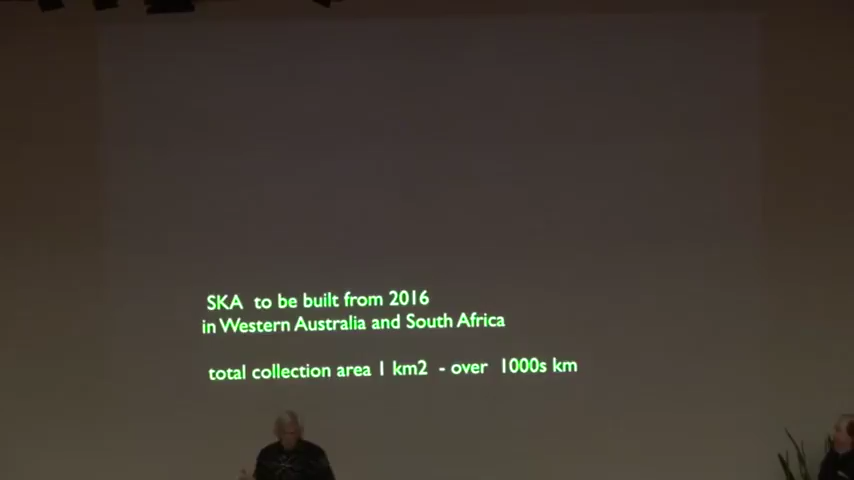 SKA to be built from 2016
in Western Australia and South Africa
total collection area 1 km2 - over 1000s km